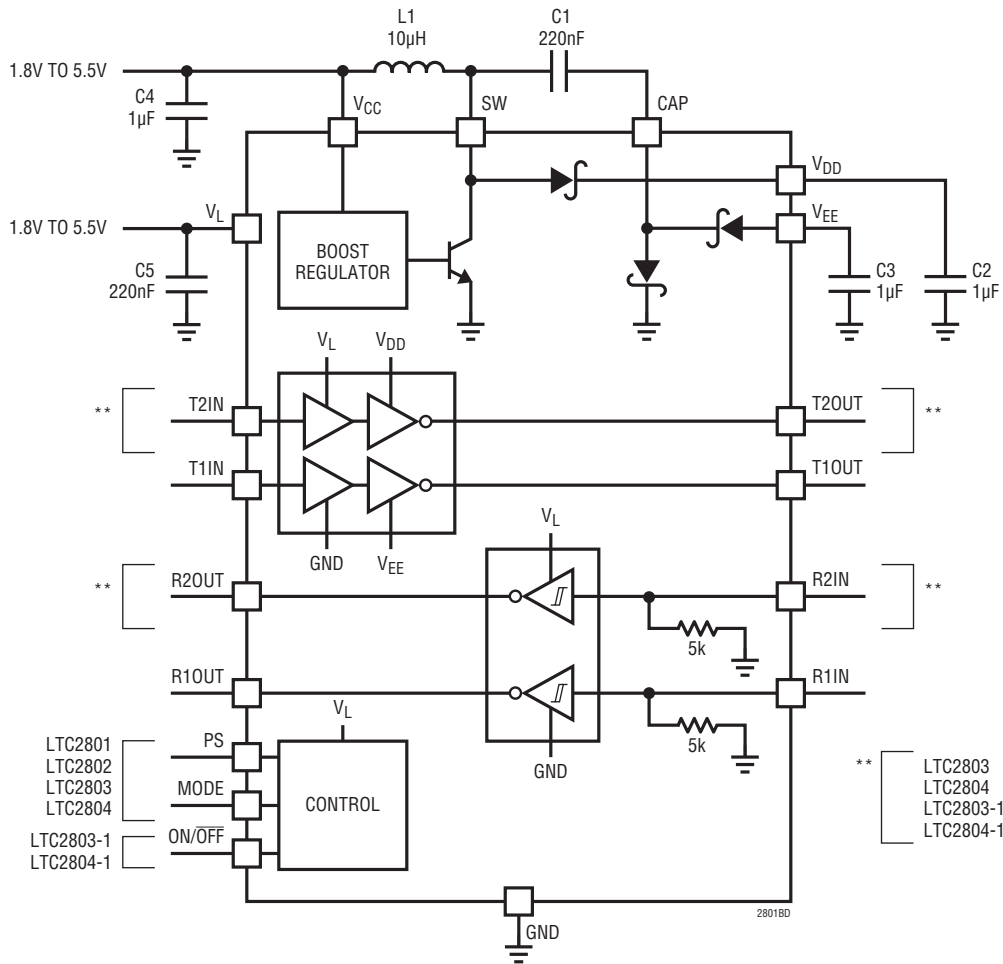 L1
10µH
C1
220nF
1.8V TO 5.5V
C4
1µF
VCC
SW
CAP
VDD
1.8V TO 5.5V
VL
VEE
BOOST
REGULATOR
C5
220nF
C3
1µF
C2
1µF
VL
VDD
**
T2IN
T2OUT
**
T1IN
T1OUT
GND
VEE
VL
**
R2OUT
R2IN
**
5k
R1OUT
R1IN
5k
VL
GND
LTC2801
LTC2802
LTC2803
LTC2804
PS
MODE
CONTROL
**
LTC2803
LTC2804
LTC2803-1
LTC2804-1
LTC2803-1
LTC2804-1
ON/O̅F̅F̅
2801BD
GND